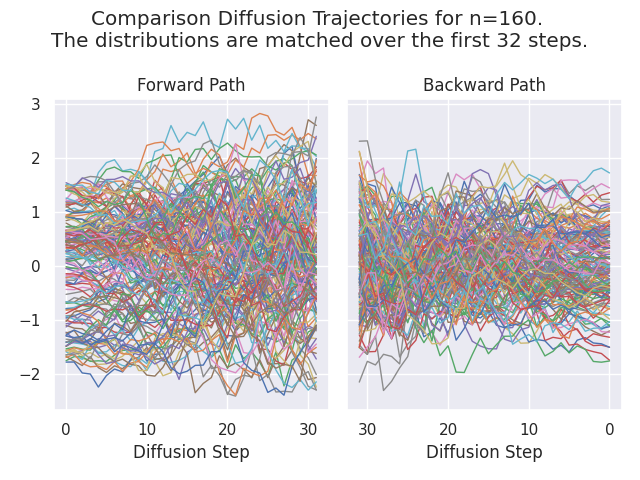 Comparison Diffusion Trajectories for n=160.
The distributions are matched over the first 32 steps.
Forward Path
Backward Path
3
2
1
0
−1
−2
0 10 20 30
30 20 10 0
Diffusion Step
Diffusion Step